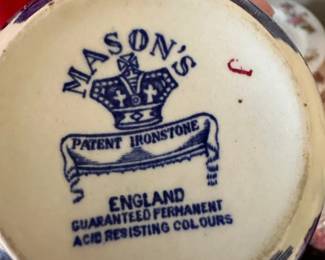 MASON'S
PATENT IRONSTONE
ENGLAND
GUARANTEED PERMANENT
ACID RESISTING COLOURS